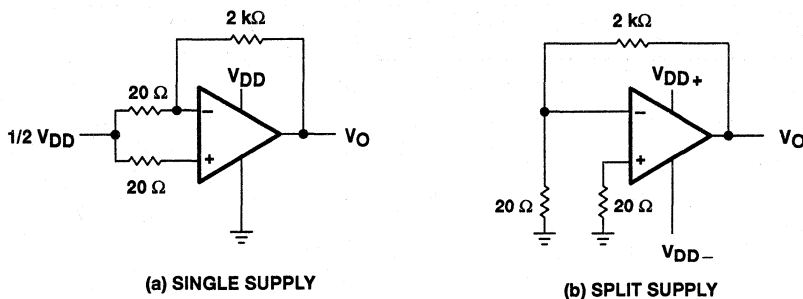 2 kΩ
VDD
20 Ω
−
1/2 VDD
VO
+
20 Ω
(a) SINGLE SUPPLY
2 kΩ
VDD+
−
VO
+
20 Ω
20 Ω
VDD−
(b) SPLIT SUPPLY